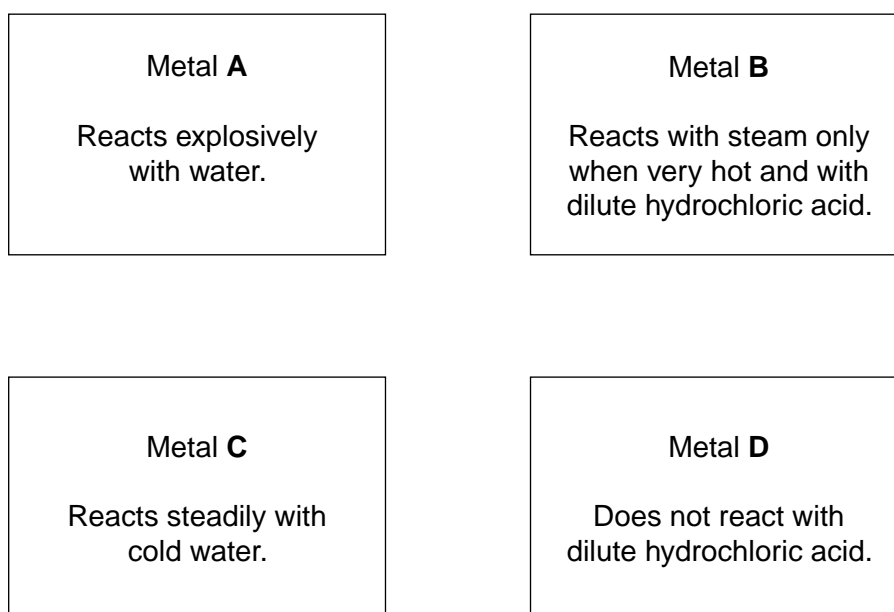 Metal A
Reacts explosively
with water.
Metal B
Reacts with steam only
when very hot and with
dilute hydrochloric acid.
Metal C
Reacts steadily with
cold water.
Metal D
Does not react with
dilute hydrochloric acid.